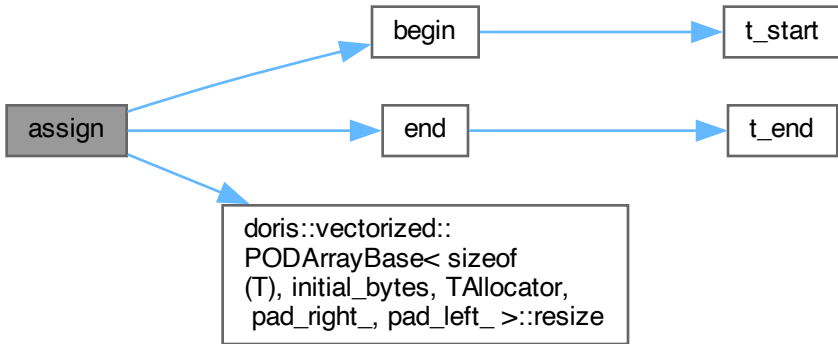 begin
t_start
assign
end
t_end
doris::vectorized::
PODArrayBase< sizeof
(T), initial_bytes, TAllocator,
pad_right_, pad_left_ >::resize